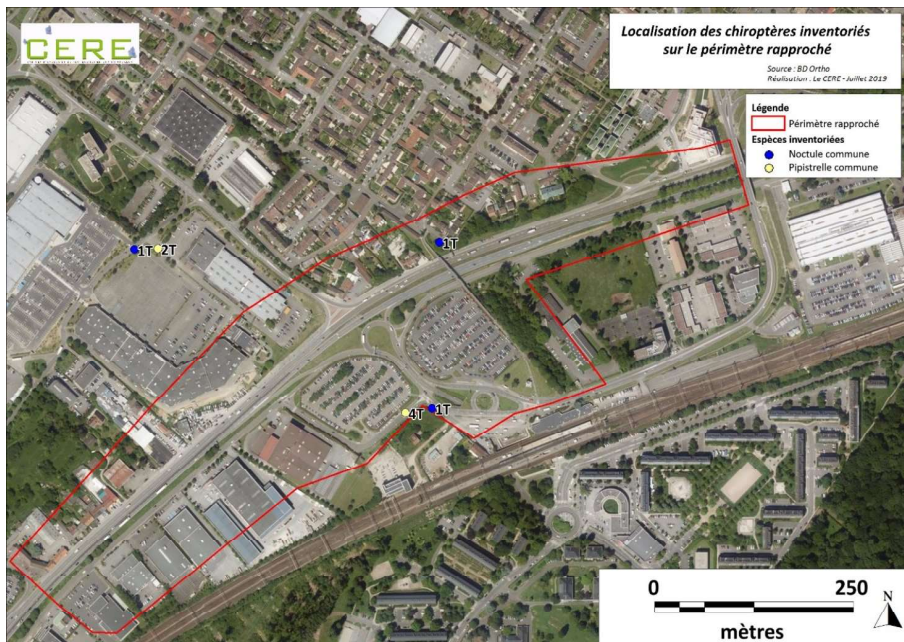 CERE
Localisation des chiroptères inventoriés
sur le périmètre rapproché
Source : BD Ortho
Réalisation : Le CERE - Juillet 2019
Légende
Périmètre rapproché
Espèces inventoriées
Noctule commune
Pipistrelle commune
1T
2T
1T
4T
1T
0 250
mètres
N